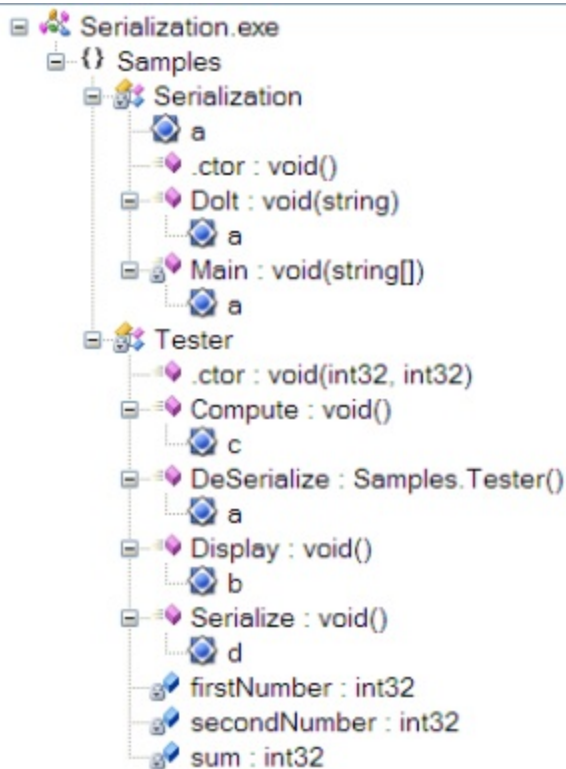 Serialization.exe
{} Samples
Serialization
a
.ctor : void()
DoIt : void(string)
a
Main : void(string[])
a
Tester
.ctor : void(int32, int32)
Compute : void()
c
DeSerialize : Samples.Tester()
a
Display : void()
b
Serialize : void()
d
firstNumber : int32
secondNumber : int32
sum : int32